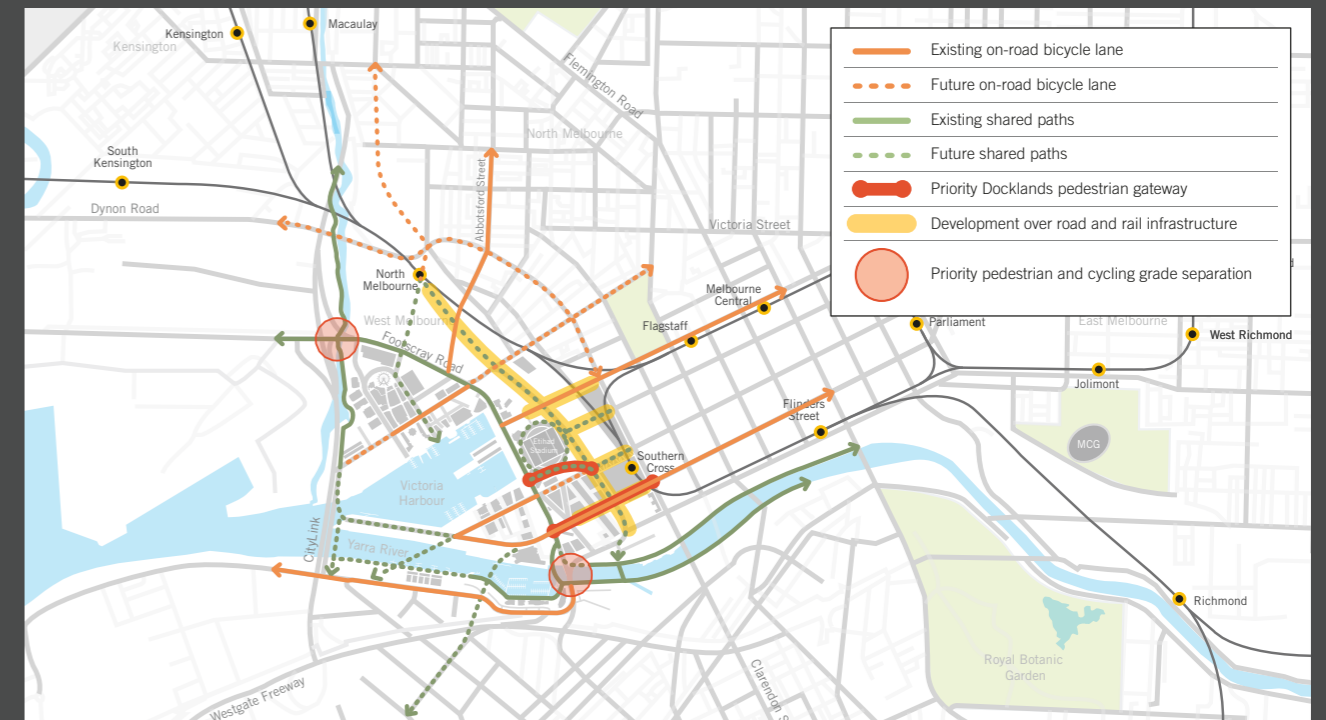 Macaulay
Kensington
Kensington
Flemington Road
North Melbourne
South
Kensington
Dynon Road
Abbotsford Street
Victoria Street
North
Melbourne
West Melbourn
Footscray Road
Melbourne
Central
Flagstaff
Parliament
East Melbourne
West Richmond
Jolimont
Flinders
Street
MCG
Etihad
Stadium
Southern
Cross
Victoria
Harbour
CityLink
Yarra River
Richmond
Royal Botanic
Garden
Westgate Freeway
Clarendon S
Existing on-road bicycle lane
Future on-road bicycle lane
Existing shared paths
Future shared paths
Priority Docklands pedestrian gateway
Development over road and rail infrastructure
Priority pedestrian and cycling grade separation
d